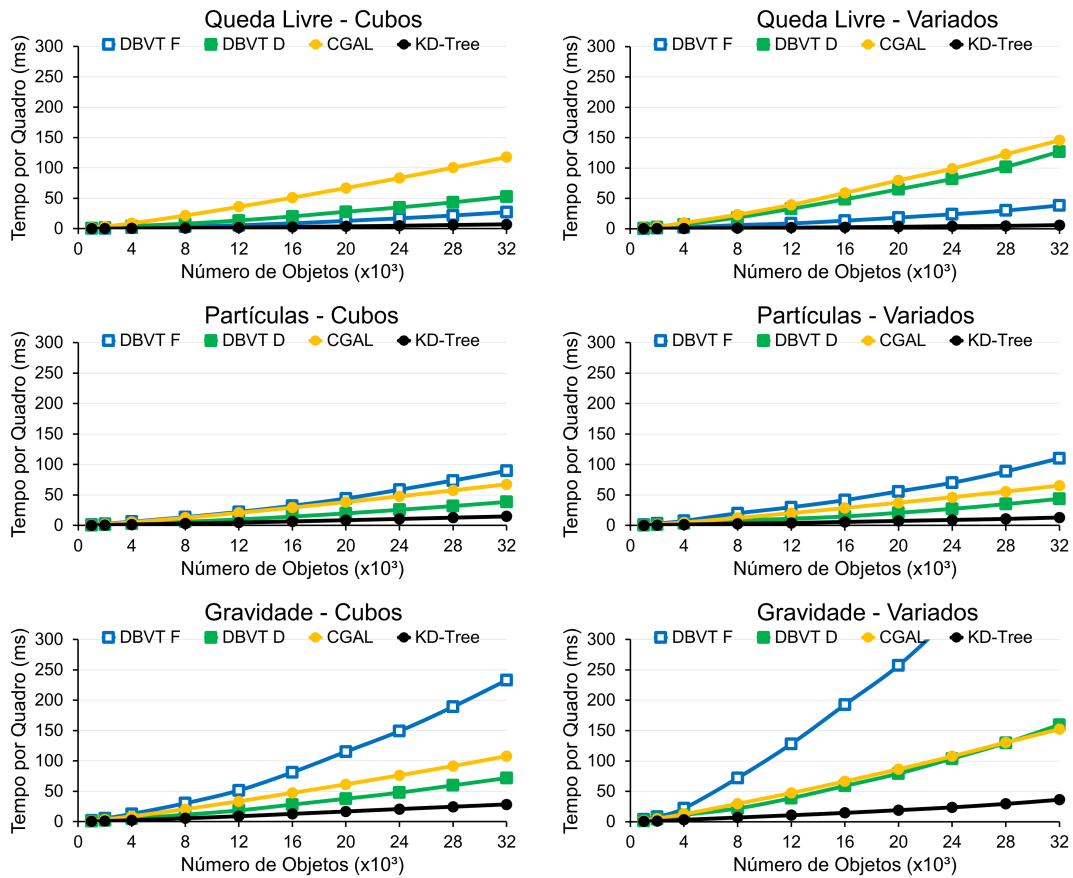 Queda Livre - Cubos
DBVT F DBVT D CGAL KD-Tree
Tempo por Quadro (ms)
300
250
200
150
100
50
0
0 4 8 12 16 20 24 28 32
Número de Objetos (x10³)
Queda Livre - Variados
DBVT F DBVT D CGAL KD-Tree
Tempo por Quadro (ms)
300
250
200
150
100
50
0
0 4 8 12 16 20 24 28 32
Número de Objetos (x10³)
Partículas - Cubos
DBVT F DBVT D CGAL KD-Tree
Tempo por Quadro (ms)
300
250
200
150
100
50
0
0 4 8 12 16 20 24 28 32
Número de Objetos (x10³)
Partículas - Variados
DBVT F DBVT D CGAL KD-Tree
Tempo por Quadro (ms)
300
250
200
150
100
50
0
0 4 8 12 16 20 24 28 32
Número de Objetos (x10³)
Gravidade - Cubos
DBVT F DBVT D CGAL KD-Tree
Tempo por Quadro (ms)
300
250
200
150
100
50
0
0 4 8 12 16 20 24 28 32
Número de Objetos (x10³)
Gravidade - Variados
DBVT F DBVT D CGAL KD-Tree
Tempo por Quadro (ms)
300
250
200
150
100
50
0
0 4 8 12 16 20 24 28 32
Número de Objetos (x10³)